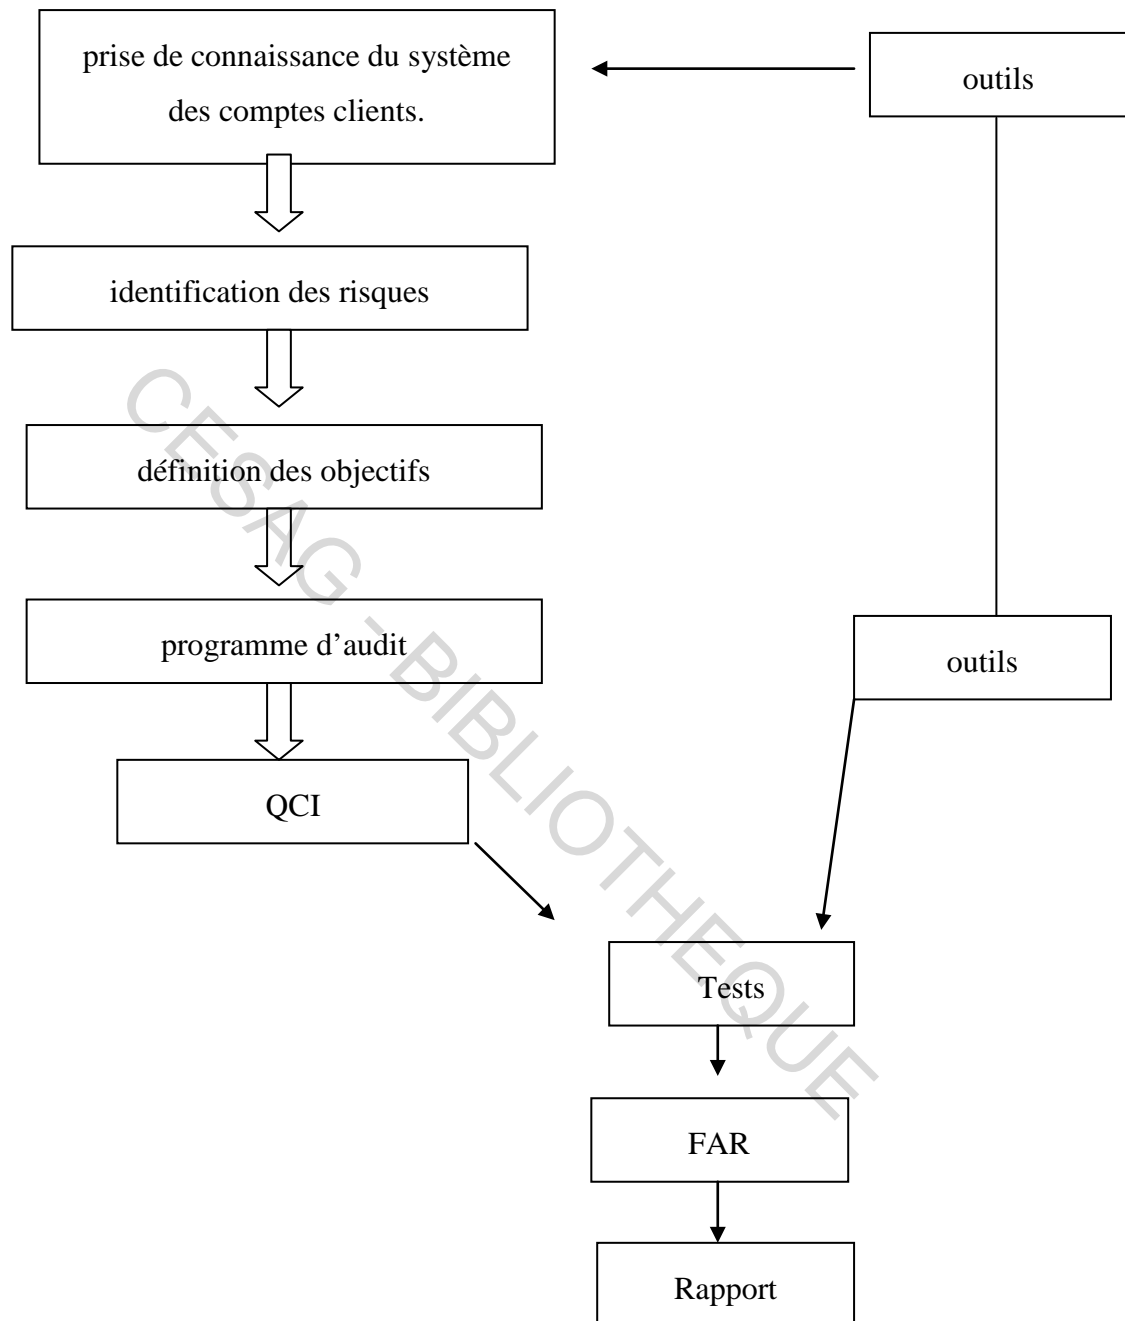 prise de connaissance du système
des comptes clients.
outils
identification des risques
définition des objectifs
programme d’audit
outils
QCI
Tests
FAR
Rapport
CESAG - BIBLIOTHEQUE